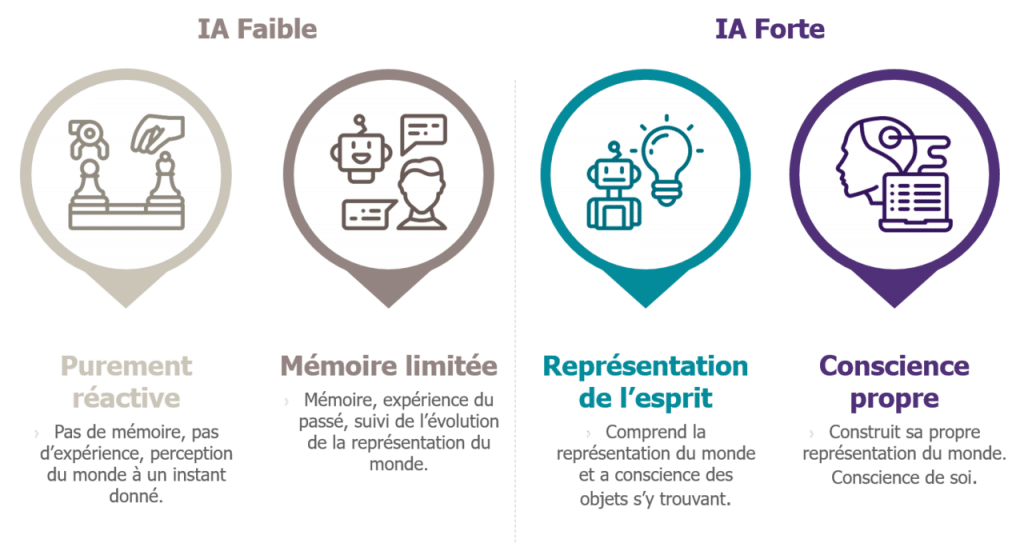 IA Faible
IA Forte
Purement
réactive
› Pas de mémoire, pas
d’expérience, perception
du monde à un instant
donné.
Mémoire limitée
› Mémoire, expérience du
passé, suivi de l’évolution
de la représentation du
monde.
Représentation
de l’esprit
› Comprend la
représentation du monde
et a conscience des
objets s’y trouvant.
Conscience
propre
› Construit sa propre
représentation du monde.
Conscience de soi.